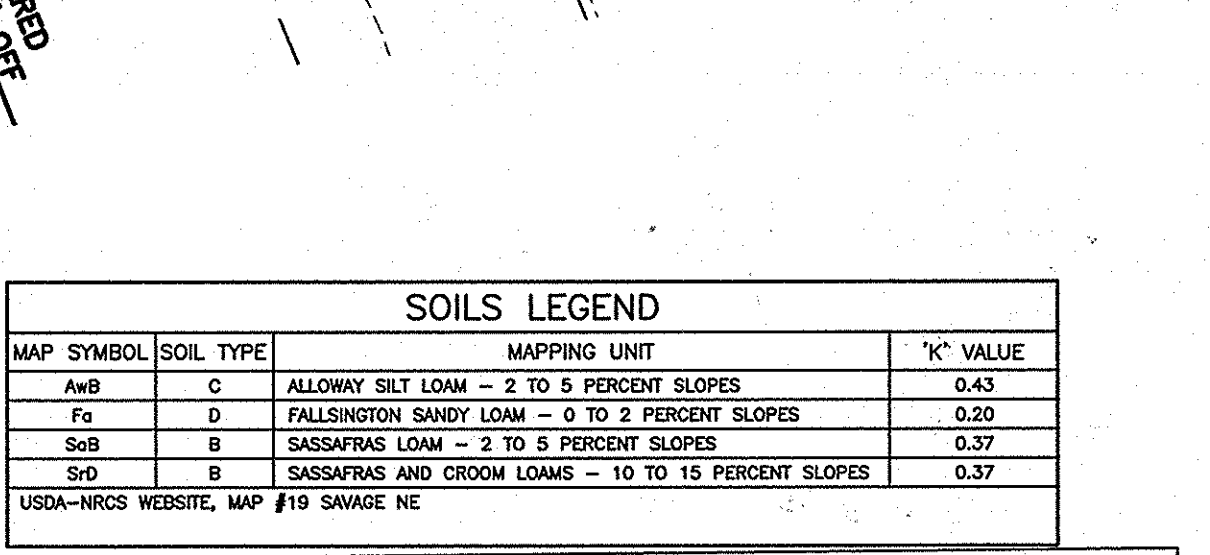 OFF
SOILS LEGEND
MAP SYMBOL SOIL TYPE MAPPING UNIT "K" VALUE
AwB C ALLOWAY SILT LOAM – 2 TO 5 PERCENT SLOPES 0.43
Fa D FALLSINGTON SANDY LOAM – 0 TO 2 PERCENT SLOPES 0.20
SaB B SASSAFRAS LOAM – 2 TO 5 PERCENT SLOPES 0.37
SrD B SASSAFRAS AND CROOM LOAMS – 10 TO 15 PERCENT SLOPES 0.37
USDA–NRCS WEBSITE, MAP #19 SAVAGE NE